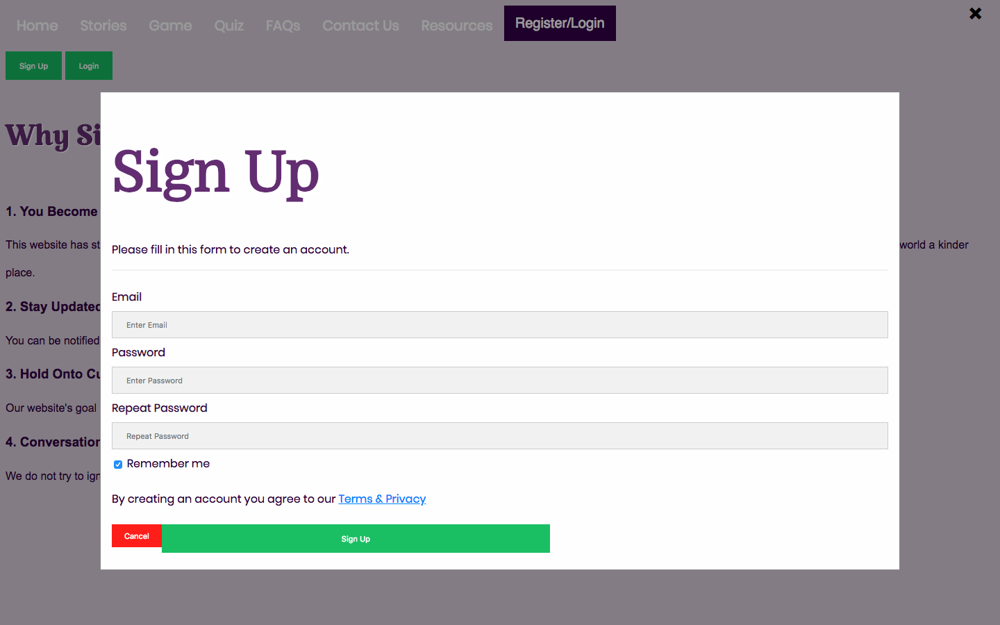 Home Stories Game Quiz FAQs Contact Us Resources Register/Login
Sign Up Login
Why Si
Sign Up
1. You Become
This website has st
world a kinder
Please fill in this form to create an account.
place.
Email
2. Stay Updated
Enter Email
You can be notified
Password
3. Hold Onto Cu
Enter Password
Our website's goal
Repeat Password
4. Conversation
Repeat Password
Remember me
We do not try to ign
By creating an account you agree to our Terms & Privacy
Cancel Sign Up